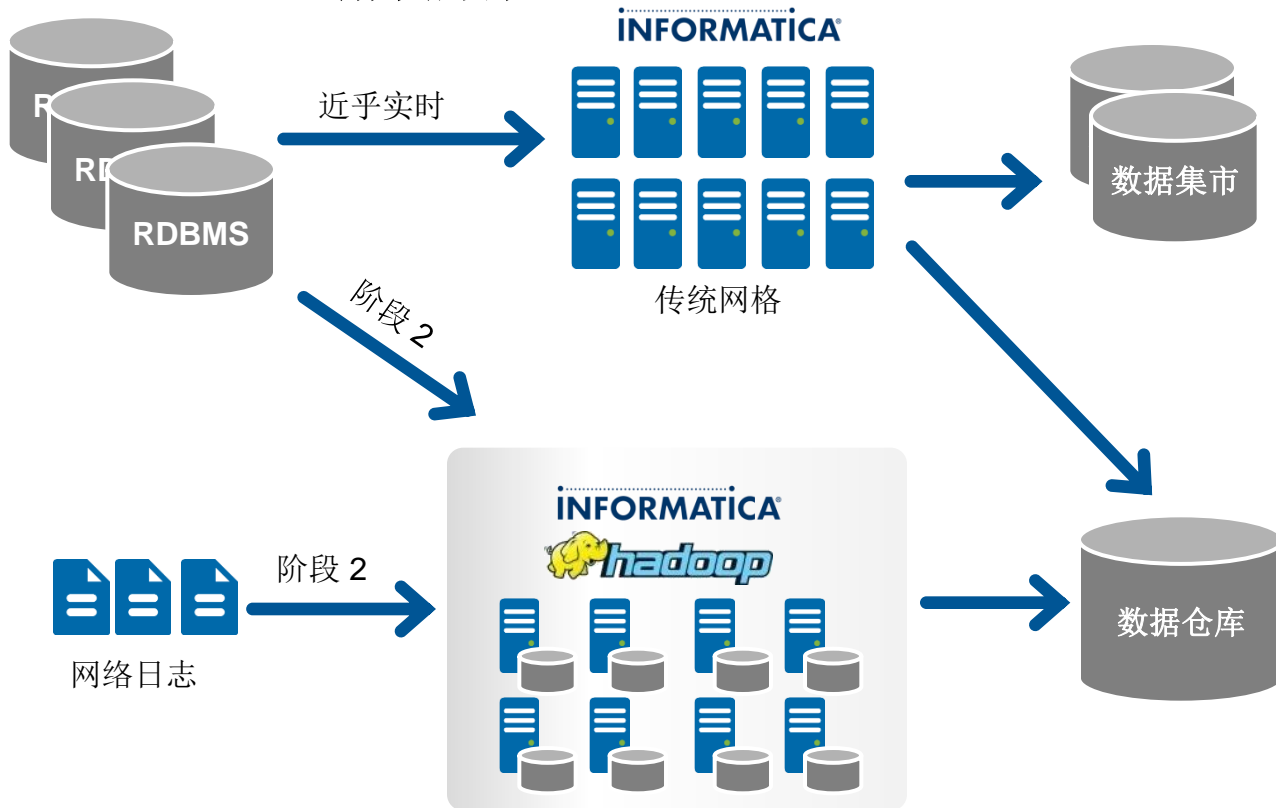 INFORMATICA®
RDBMS
近乎实时
数据集市
传统网格
阶段 2
INFORMATICA®
hadoop
阶段 2
网络日志
数据仓库